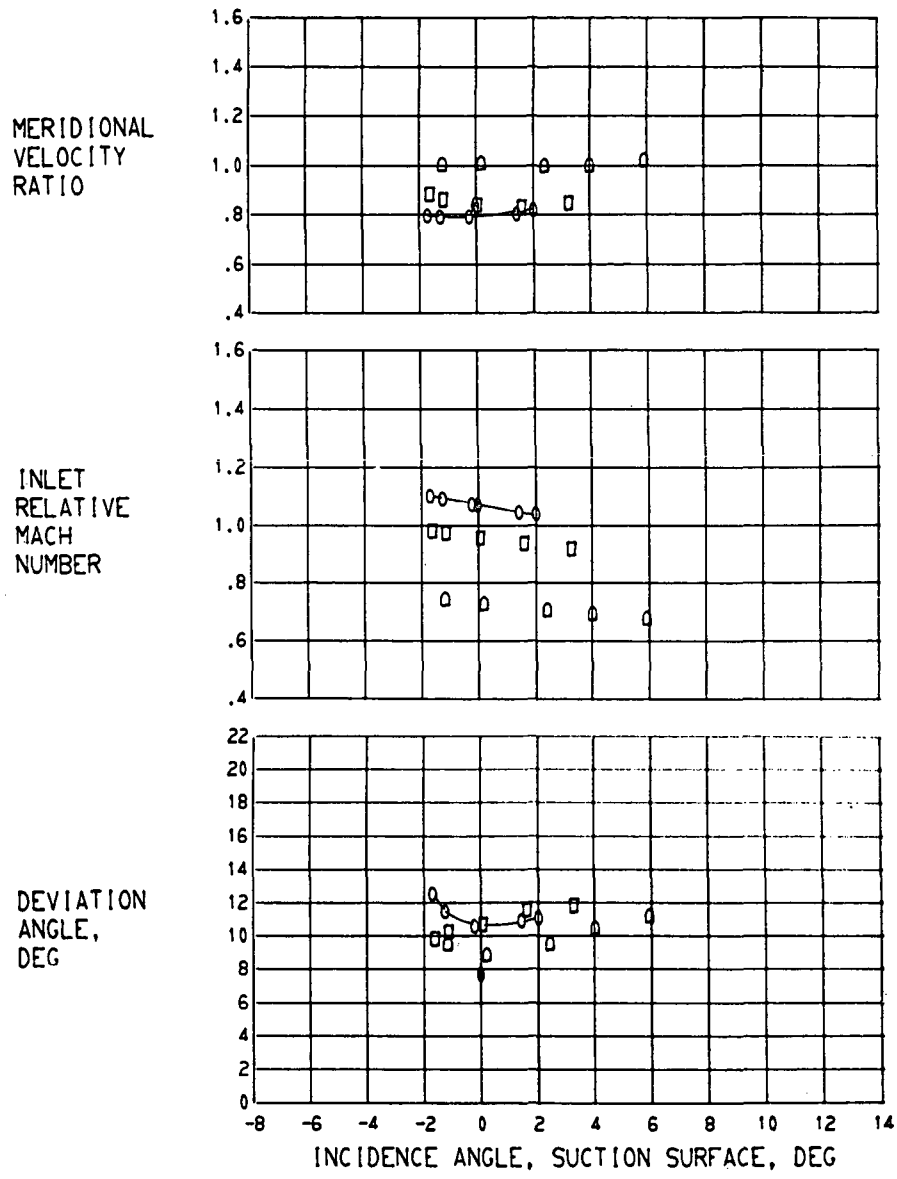 1.6
1.4
1.2
1.0
.8
.6
.4
MERIDIONAL
VELOCITY
RATIO
1.6
1.4
1.2
1.0
.8
.6
.4
INLET
RELATIVE
MACH
NUMBER
22
20
18
16
14
12
10
8
6
4
2
0
DEVIATION
ANGLE,
DEG
-8 -6 -4 -2 0 2 4 6 8 10 12 14
INCIDENCE ANGLE, SUCTION SURFACE, DEG